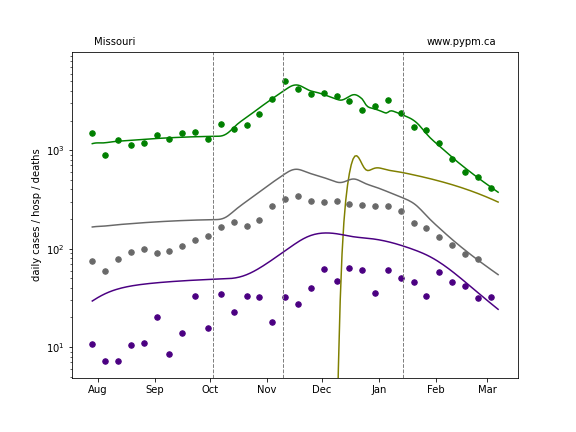 Missouri
www.pypm.ca
daily cases / hosp / deaths
10³
10²
10¹
Aug Sep Oct Nov Dec Jan Feb Mar